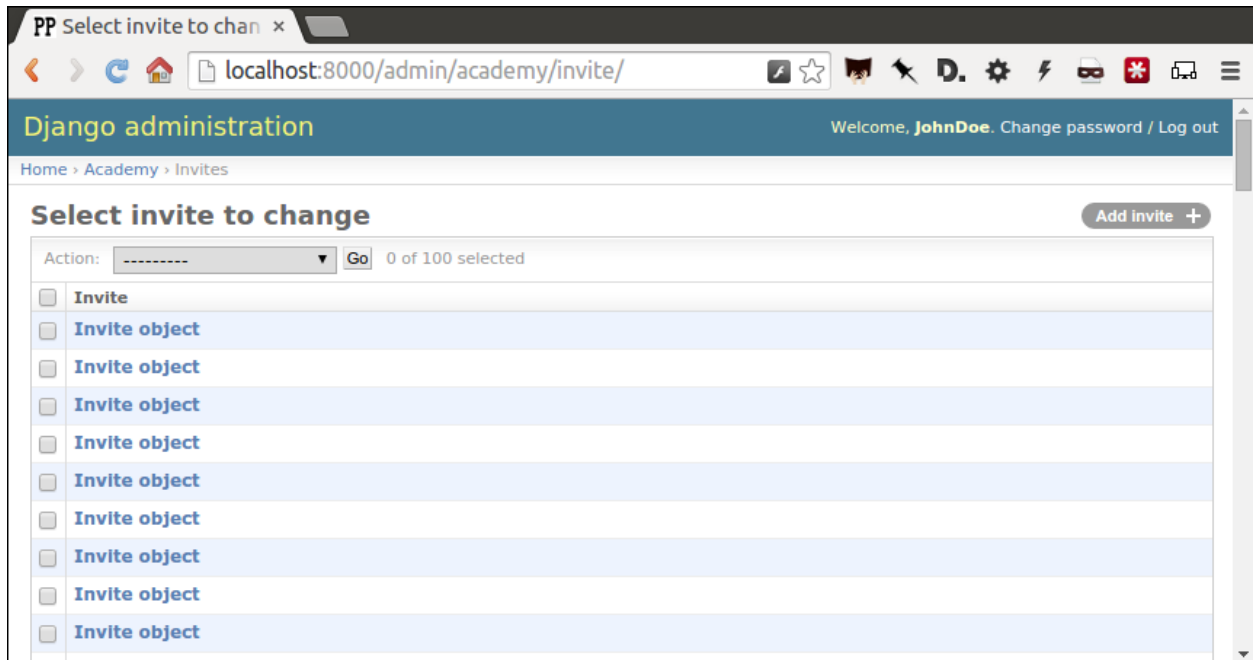 PP Select invite to chan ×
localhost:8000/admin/academy/invite/ D.
Django administration Welcome, JohnDoe. Change password / Log out
Home › Academy › Invites
Select invite to change Add invite +
Action: --------- Go 0 of 100 selected
Invite
Invite object
Invite object
Invite object
Invite object
Invite object
Invite object
Invite object
Invite object
Invite object